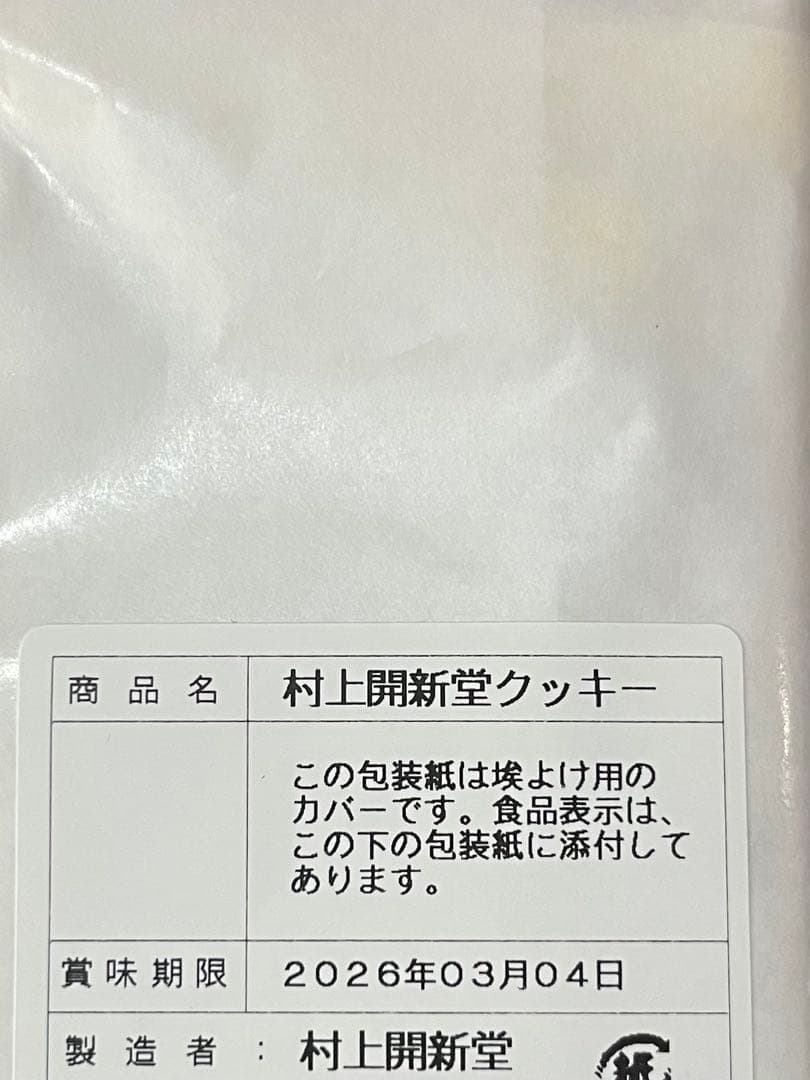 商品名 村上開新堂クッキー
この包装紙は埃よけ用の
カバーです。食品表示は、
この下の包装紙に添付して
あります。
賞味期限 2026年03月04日
製造者: 村上開新堂
紙